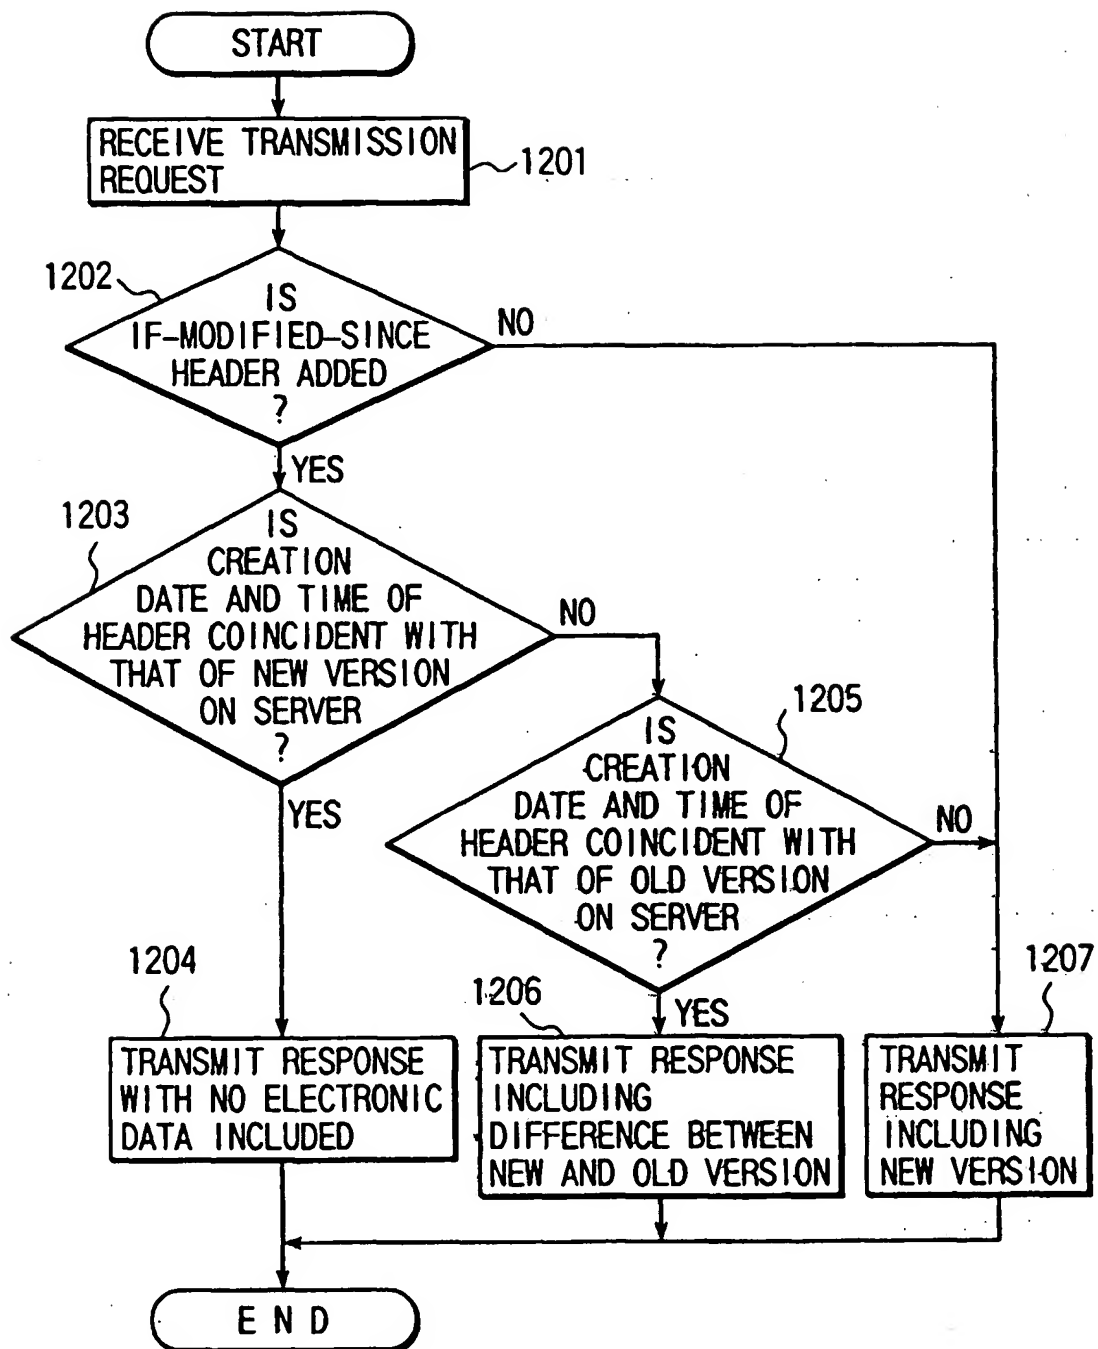 START
RECEIVE TRANSMISSION
REQUEST
1201
1202
IS
IF-MODIFIED-SINCE
HEADER ADDED
?
NO
YES
1203
IS
CREATION
DATE AND TIME OF
HEADER COINCIDENT WITH
THAT OF NEW VERSION
ON SERVER
?
NO
YES
1205
IS
CREATION
DATE AND TIME OF
HEADER COINCIDENT WITH
THAT OF OLD VERSION
ON SERVER
?
NO
YES
1204
TRANSMIT RESPONSE
WITH NO ELECTRONIC
DATA INCLUDED
1206
TRANSMIT RESPONSE
INCLUDING
DIFFERENCE BETWEEN
NEW AND OLD VERSION
1207
TRANSMIT
RESPONSE
INCLUDING
NEW VERSION
END